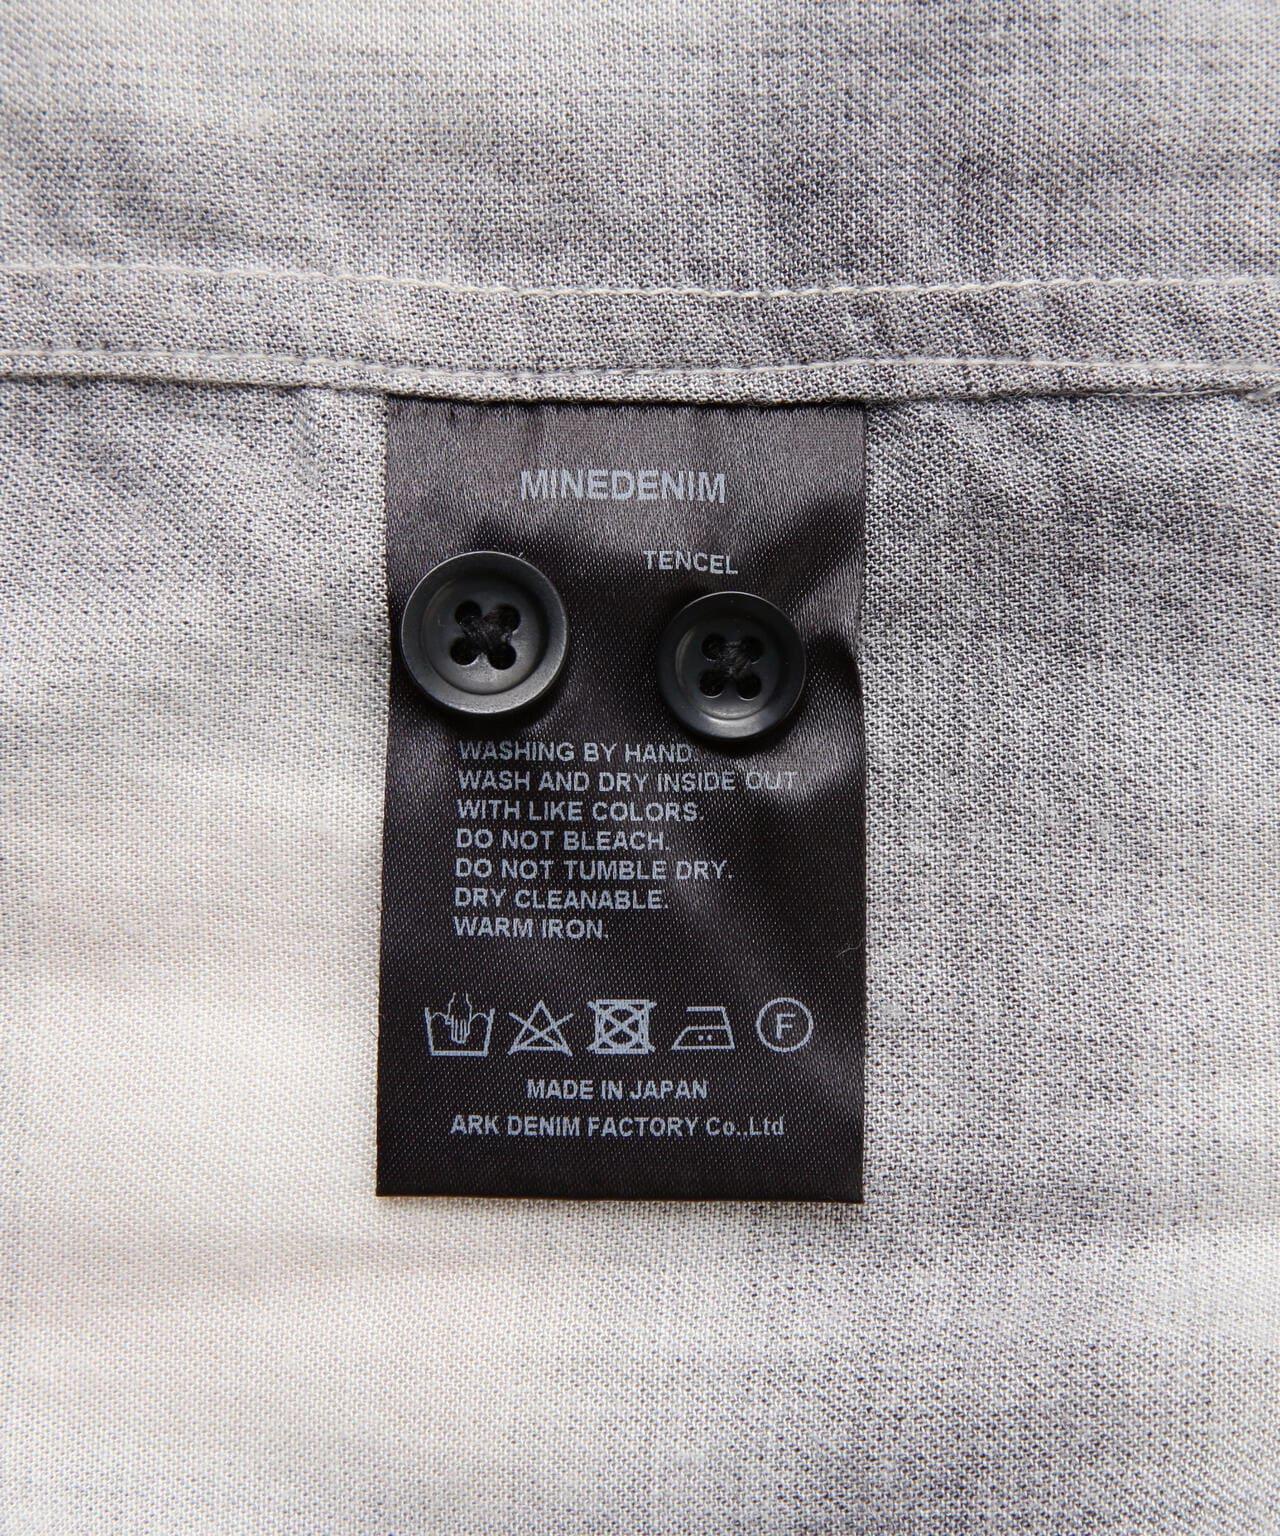 MINEDENIM
TENCEL
WASHING BY HAND.
WASH AND DRY INSIDE OUT
WITH LIKE COLORS.
DO NOT BLEACH.
DO NOT TUMBLE DRY.
DRY CLEANABLE.
WARM IRON.
F
MADE IN JAPAN
ARK DENIM FACTORY Co.,Ltd